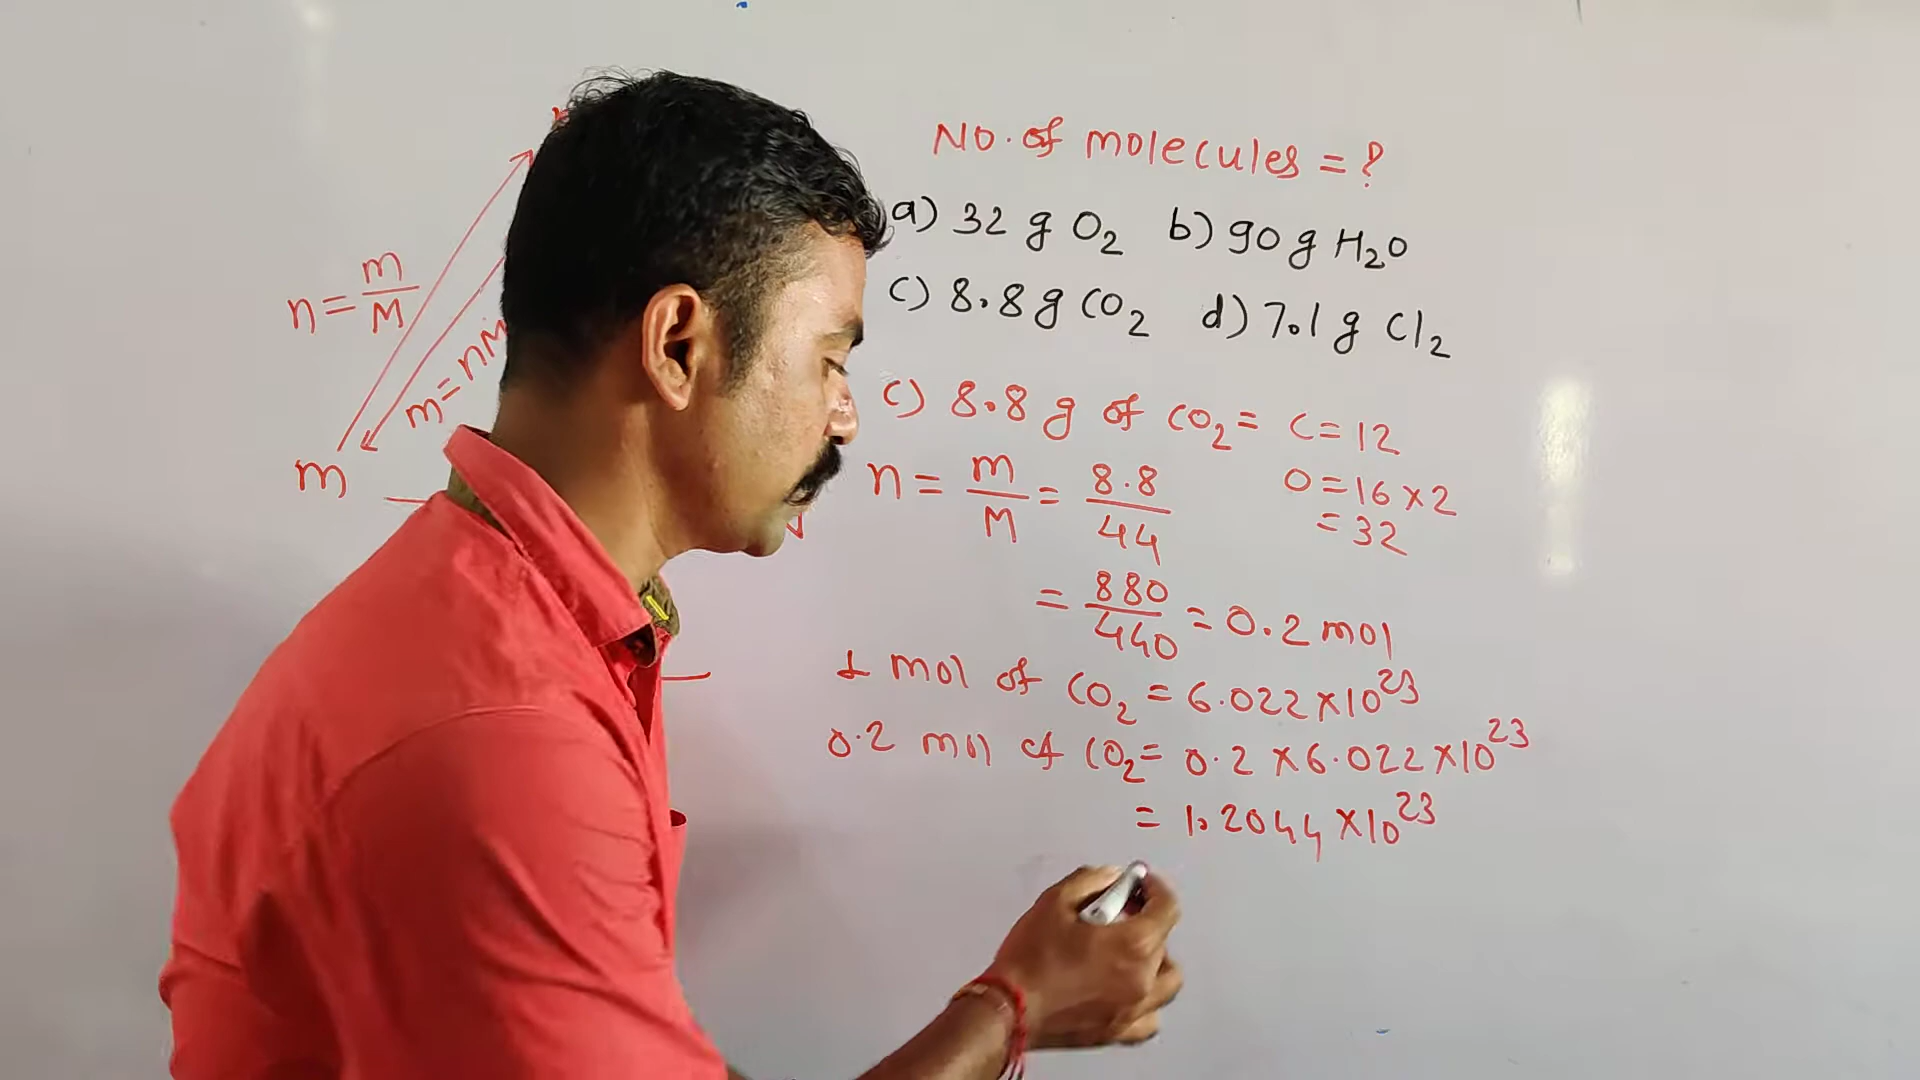 n = m/M
m = nM
m
No. of molecules = ?
a) 32 g O₂ b) 90 g H₂O
c) 8.8 g CO₂ d) 7.1 g Cl₂
c) 8.8 g of CO₂ = C = 12
n = m/M = 8.8/44 O = 16 × 2
= 32
= 880/440 = 0.2 mol
1 mol of CO₂ = 6.022 × 10²³
0.2 mol of CO₂ = 0.2 × 6.022 × 10²³
= 1.2044 × 10²³